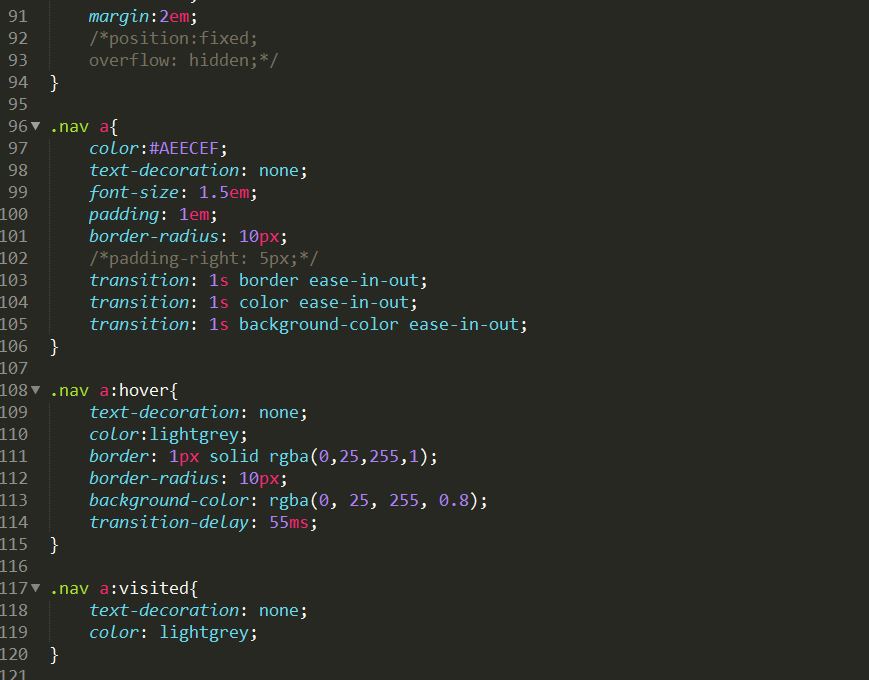 91 margin:2em;
92 /*position:fixed;
93 overflow: hidden;*/
94 }
95
96 .nav a{
97 color:#AEECEF;
98 text-decoration: none;
99 font-size: 1.5em;
100 padding: 1em;
101 border-radius: 10px;
102 /*padding-right: 5px;*/
103 transition: 1s border ease-in-out;
104 transition: 1s color ease-in-out;
105 transition: 1s background-color ease-in-out;
106 }
107
108 .nav a:hover{
109 text-decoration: none;
110 color:lightgrey;
111 border: 1px solid rgba(0,25,255,1);
112 border-radius: 10px;
113 background-color: rgba(0, 25, 255, 0.8);
114 transition-delay: 55ms;
115 }
116
117 .nav a:visited{
118 text-decoration: none;
119 color: lightgrey;
120 }
121